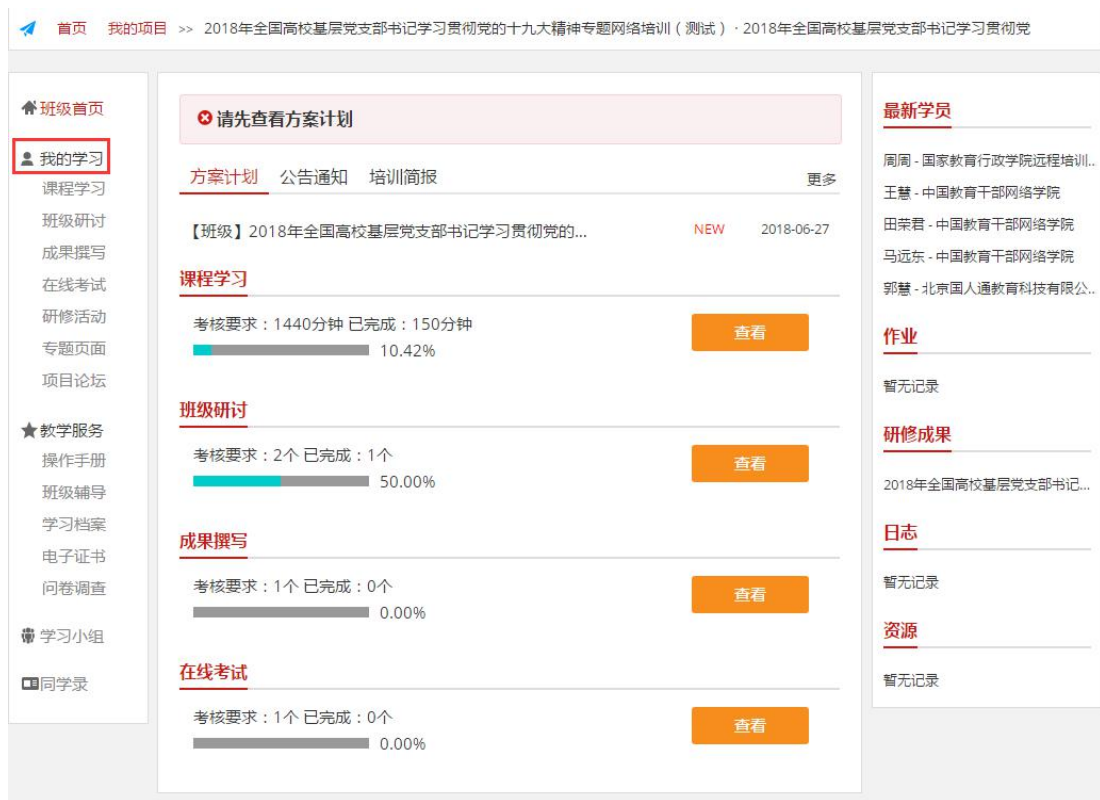 首页 我的项目 >> 2018年全国高校基层党支部书记学习贯彻党的十九大精神专题网络培训（测试）· 2018年全国高校基层党支部书记学习贯彻党
班级首页
我的学习
课程学习
班级研讨
成果撰写
在线考试
研修活动
专题页面
项目论坛
教学服务
操作手册
班级辅导
学习档案
电子证书
问卷调查
学习小组
同学录
请先查看方案计划
方案计划 公告通知 培训简报 更多
【班级】2018年全国高校基层党支部书记学习贯彻党的... NEW 2018-06-27
课程学习
考核要求：1440分钟 已完成：150分钟 查看
10.42%
班级研讨
考核要求：2个 已完成：1个 查看
50.00%
成果撰写
考核要求：1个 已完成：0个 查看
0.00%
在线考试
考核要求：1个 已完成：0个 查看
0.00%
最新学员
周周 - 国家教育行政学院远程培训..
王慧 - 中国教育干部网络学院
田荣君 - 中国教育干部网络学院
马远东 - 中国教育干部网络学院
郭慧 - 北京国人通教育科技有限公..
作业
暂无记录
研修成果
2018年全国高校基层党支部书记...
日志
暂无记录
资源
暂无记录